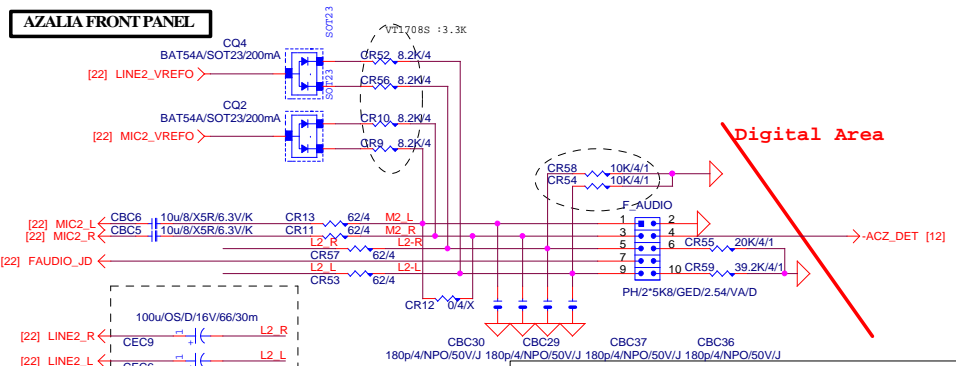 AZALIA FRONT PANEL
SOT23
VT1708S :3.3K
CQ4
BAT54A/SOT23/200mA
CR52 8.2K/4
[22] LINE2_VREFO
CR56 8.2K/4
SOT23
CQ2
BAT54A/SOT23/200mA
CR10 8.2K/4
[22] MIC2_VREFO
CR9 8.2K/4
Digital Area
CR58 10K/4/1
CR54 10K/4/1
F_AUDIO
[22] MIC2_L CBC6 10u/8/X5R/6.3V/K CR13 62/4 M2_L 1 2
[22] MIC2_R CBC5 10u/8/X5R/6.3V/K CR11 62/4 M2_R 3 4 -ACZ_DET [12]
L2_R L2-R 5 6 CR55 20K/4/1
CR57 62/4
[22] FAUDIO_JD 7
L2_L L2-L 9 10 CR59 39.2K/4/1
CR53 62/4
PH/2*5K8/GED/2.54/VA/D
CR12 0/4/X
100u/OS/D/16V/66/30m
[22] LINE2_R 1 L2_R
CEC9 +
CBC30 CBC29 CBC37 CBC36
180p/4/NPO/50V/J 180p/4/NPO/50V/J 180p/4/NPO/50V/J 180p/4/NPO/50V/J
[22] LINE2_L 1 L2_L